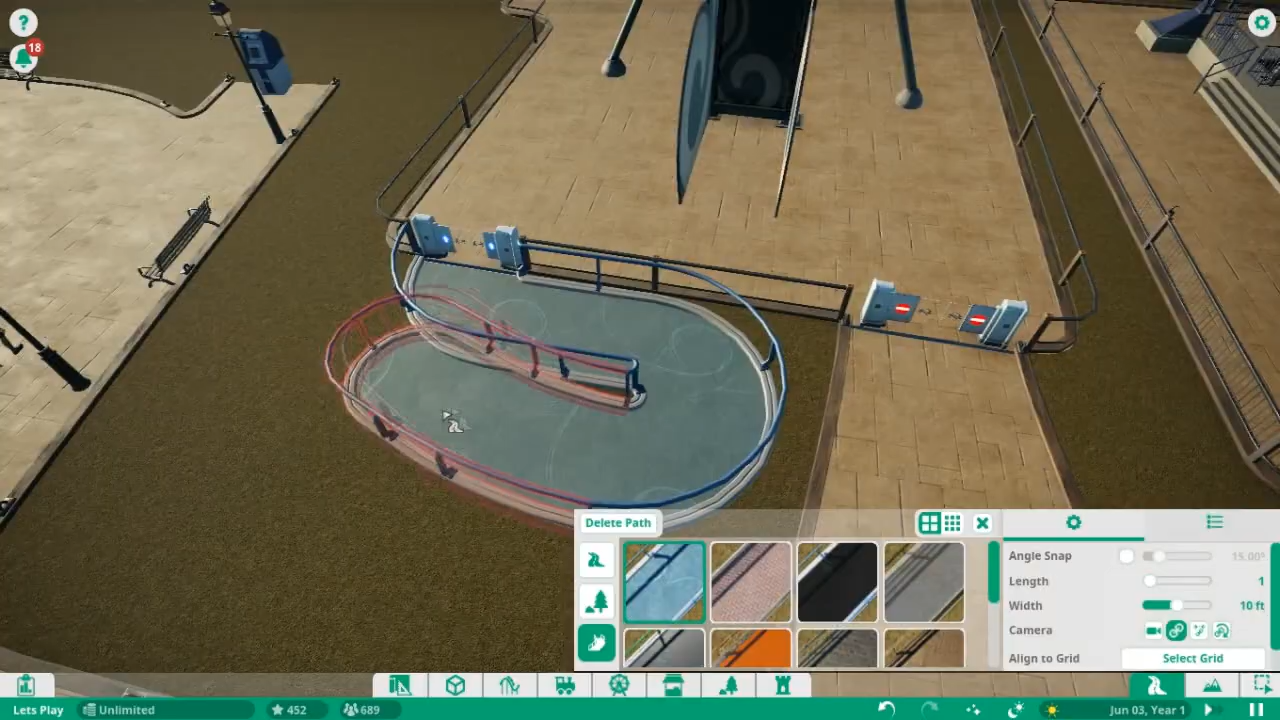 ?
18
Delete Path
Angle Snap 15.00°
Length 1
Width 10 ft
Camera
Align to Grid Select Grid
Lets Play Unlimited 452 689 Jun 03, Year 1